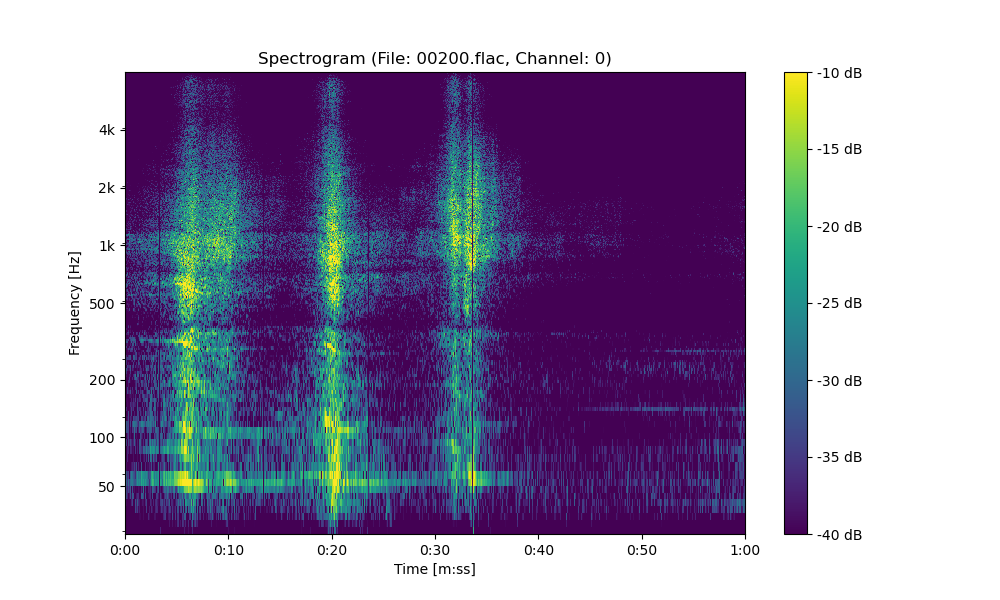 Spectrogram (File: 00200.flac, Channel: 0)
Frequency [Hz]
4k
2k
1k
500
200
100
50
0:00
0:10
0:20
0:30
0:40
0:50
1:00
Time [m:ss]
-10 dB
-15 dB
-20 dB
-25 dB
-30 dB
-35 dB
-40 dB